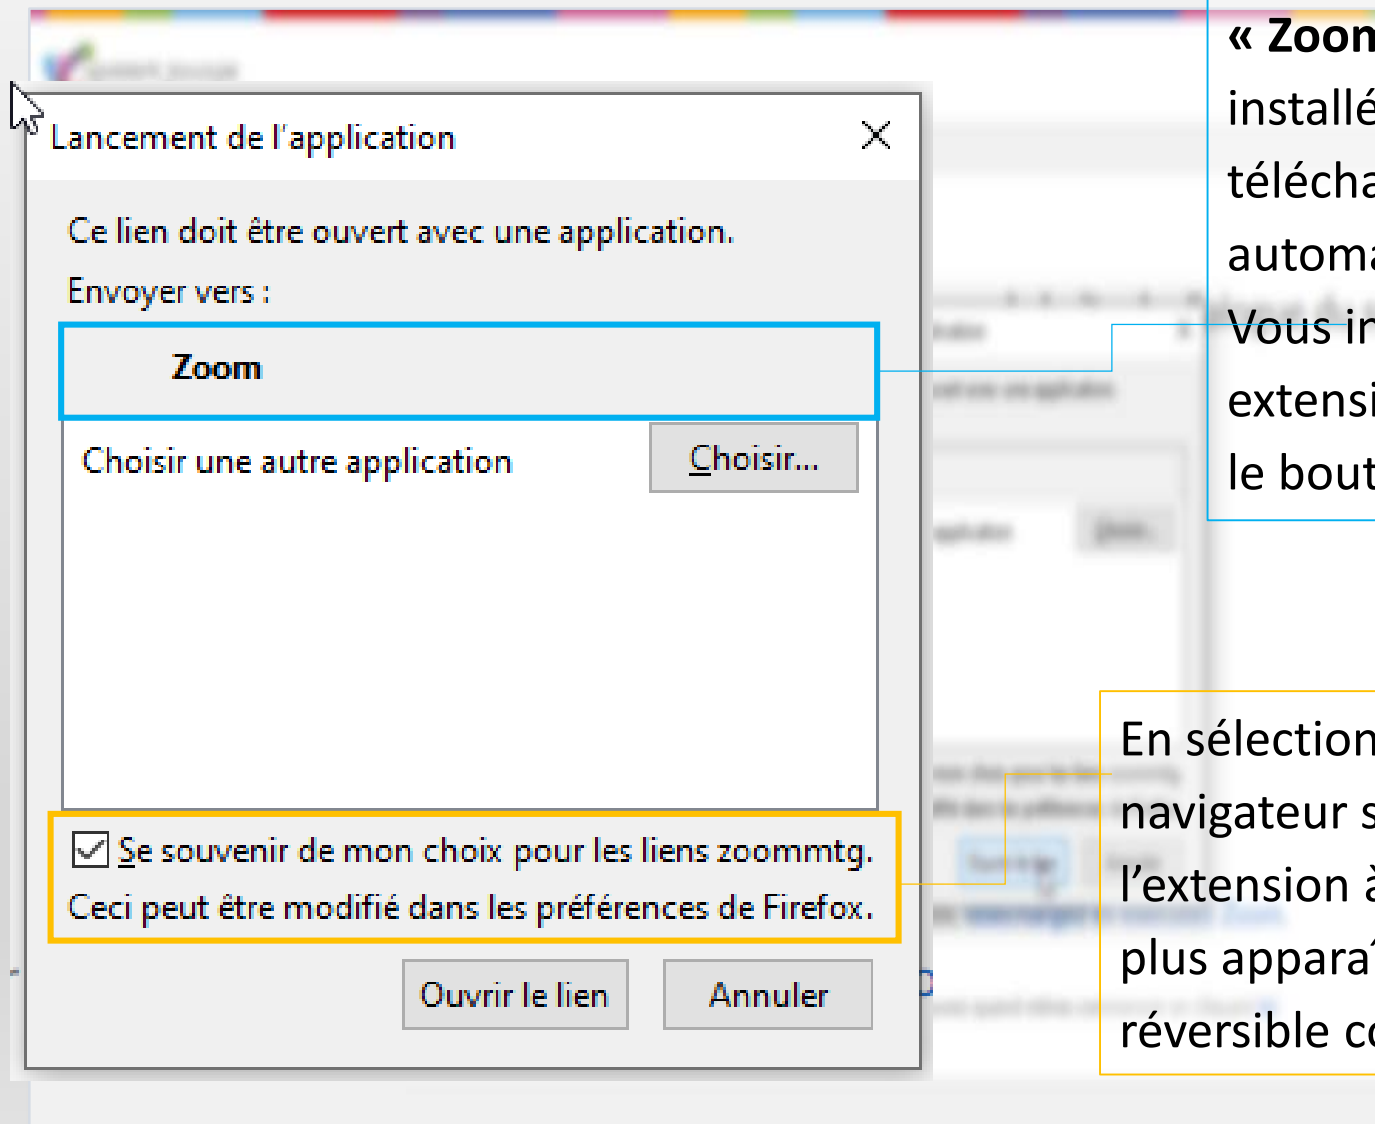 Lancement de l'application
Ce lien doit être ouvert avec une application.
Envoyer vers :
Zoom
Choisir une autre application
Choisir...
Se souvenir de mon choix pour les liens zoommtg.
Ceci peut être modifié dans les préférences de Firefox.
Ouvrir le lien
Annuler
« Zoom
installé
télécha
automa
Vous in
extensi
le bout
En sélection
navigateur s
l'extension à
plus apparaî
réversible co